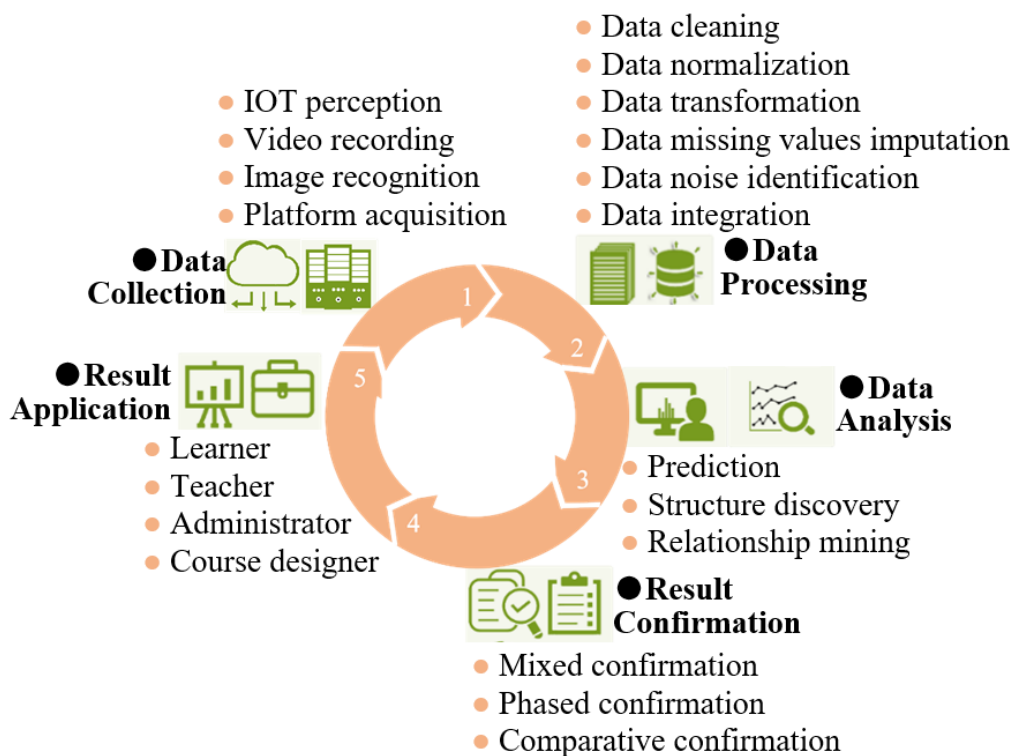 ● Data cleaning
● Data normalization
● Data transformation
● Data missing values imputation
● Data noise identification
● Data integration
● IOT perception
● Video recording
● Image recognition
● Platform acquisition
● Data
Collection
● Data
Processing
1
2
3
4
5
● Data
Analysis
● Prediction
● Structure discovery
● Relationship mining
● Result
Confirmation
● Mixed confirmation
● Phased confirmation
● Comparative confirmation
● Result
Application
● Learner
● Teacher
● Administrator
● Course designer